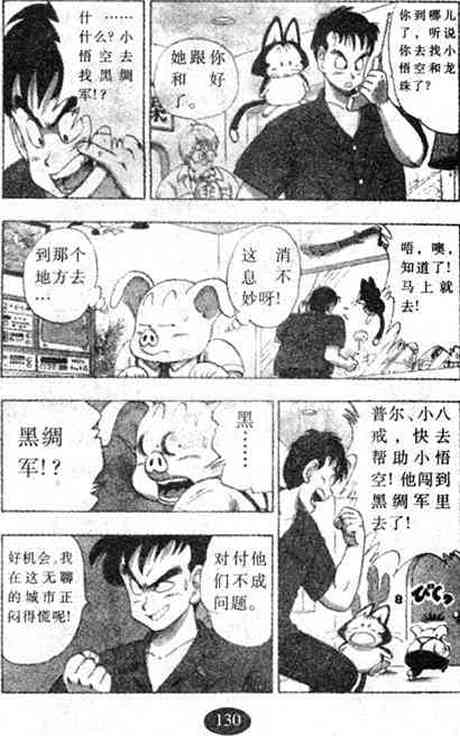 你到哪儿
了，听说
你去找小
悟空和龙
珠了？
她跟你
和好
了。
什……
什么？小
悟空去
找黑绸
军！？
唔，噢，
知道了！
马上就
去！
这消
息不
妙呀！
到那个
地方去
…
普尔、小八
戒，快去
帮助小悟
空！他闯到
黑绸军里
去了！
黑……
黑绸
军！？
对付他
们不成
问题。
好机会，我
在这无聊
的城市正
闷得慌呢！
130